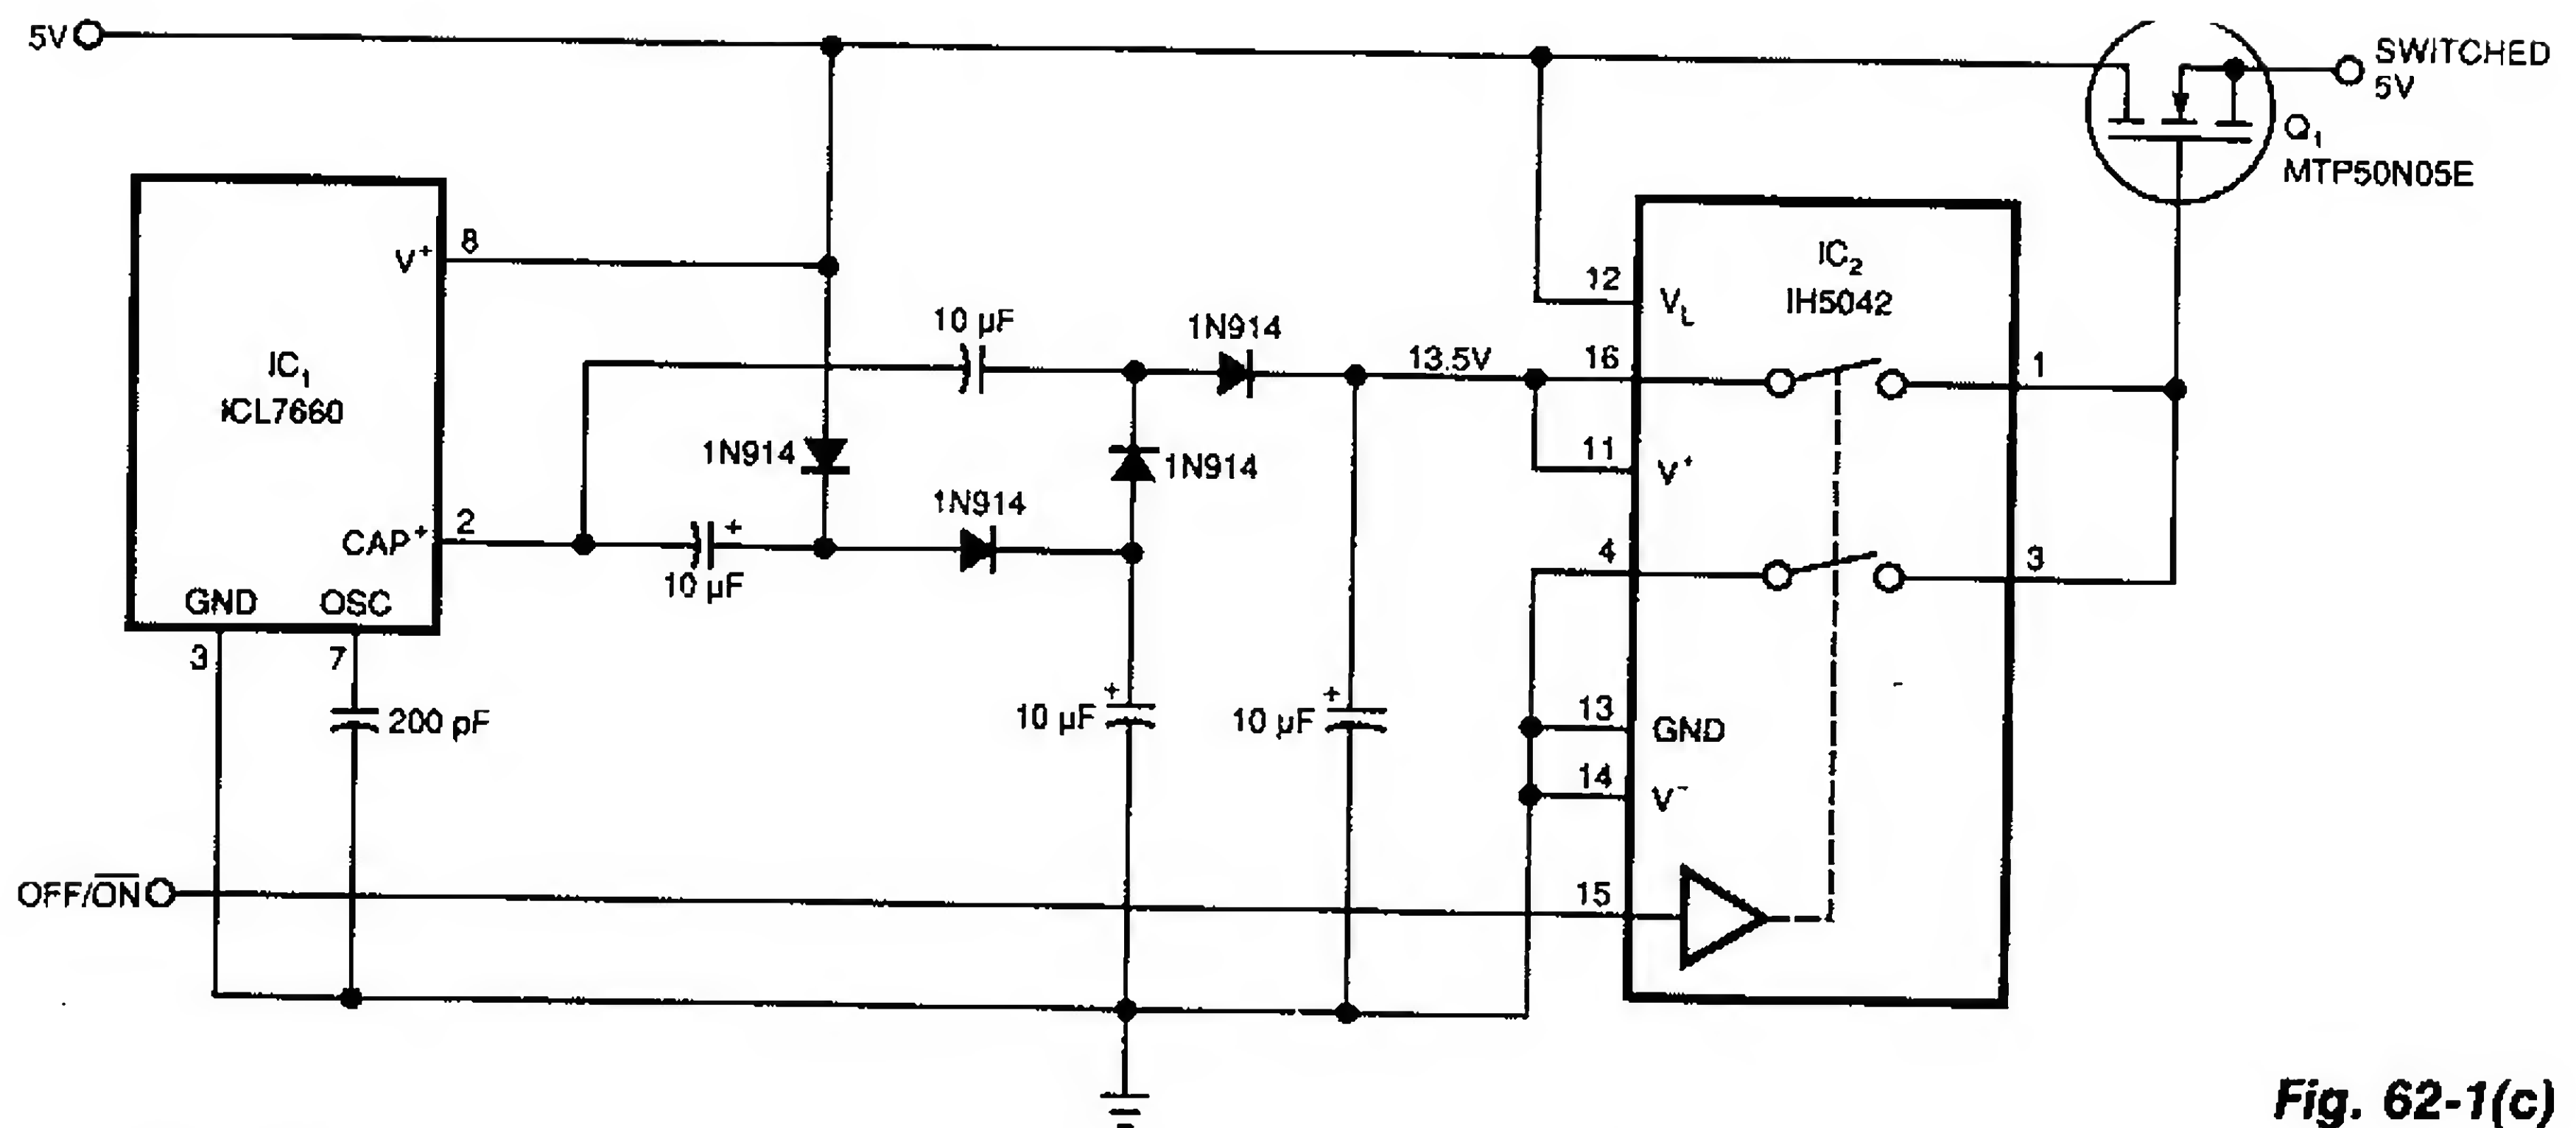 5V
SWITCHED
5V
Q1
MTP50N05E
V+
8
IC1
ICL7660
CAP+
2
GND
OSC
3
7
200 pF
10 µF
1N914
1N914
+
10 µF
1N914
1N914
13.5V
+
10 µF
+
10 µF
IC2
IH5042
12
VL
16
1
11
V+
4
3
13
GND
14
V-
15
OFF/O̅N̅
Fig. 62-1(c)